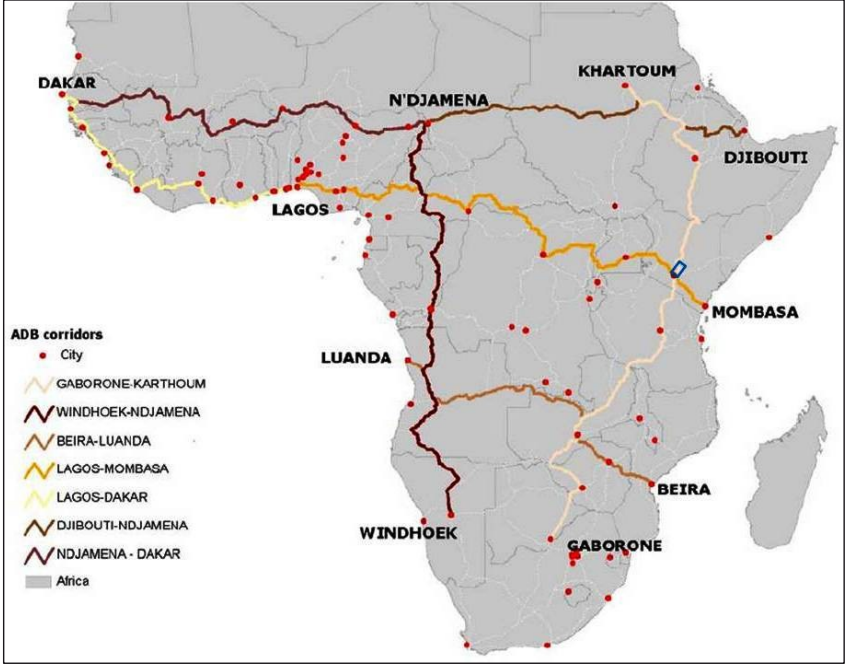 DAKAR
KHARTOUM
N'DJAMENA
DJIBOUTI
LAGOS
MOMBASA
LUANDA
BEIRA
WINDHOEK
GABORONE
ADB corridors
City
GABORONE-KARTHOUM
WINDHOEK-NDJAMENA
BEIRA-LUANDA
LAGOS-MOMBASA
LAGOS-DAKAR
DJIBOUTI-NDJAMENA
NDJAMENA - DAKAR
Africa